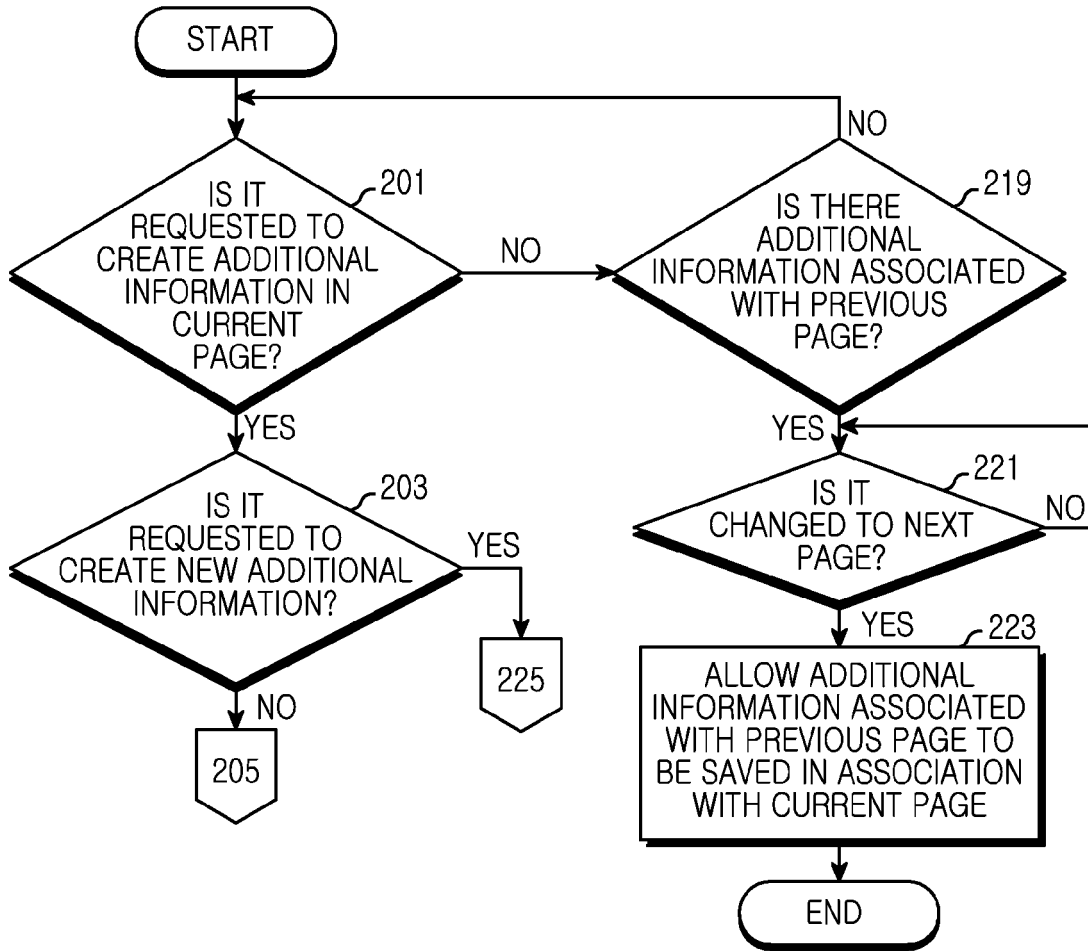 START
IS IT
REQUESTED TO
CREATE ADDITIONAL
INFORMATION IN
CURRENT
PAGE?
201
NO
NO
IS THERE
ADDITIONAL
INFORMATION ASSOCIATED
WITH PREVIOUS
PAGE?
219
YES
IS IT
REQUESTED TO
CREATE NEW ADDITIONAL
INFORMATION?
203
YES
225
NO
205
YES
IS IT
CHANGED TO NEXT
PAGE?
221
NO
YES
223
ALLOW ADDITIONAL
INFORMATION ASSOCIATED
WITH PREVIOUS PAGE TO
BE SAVED IN ASSOCIATION
WITH CURRENT PAGE
END